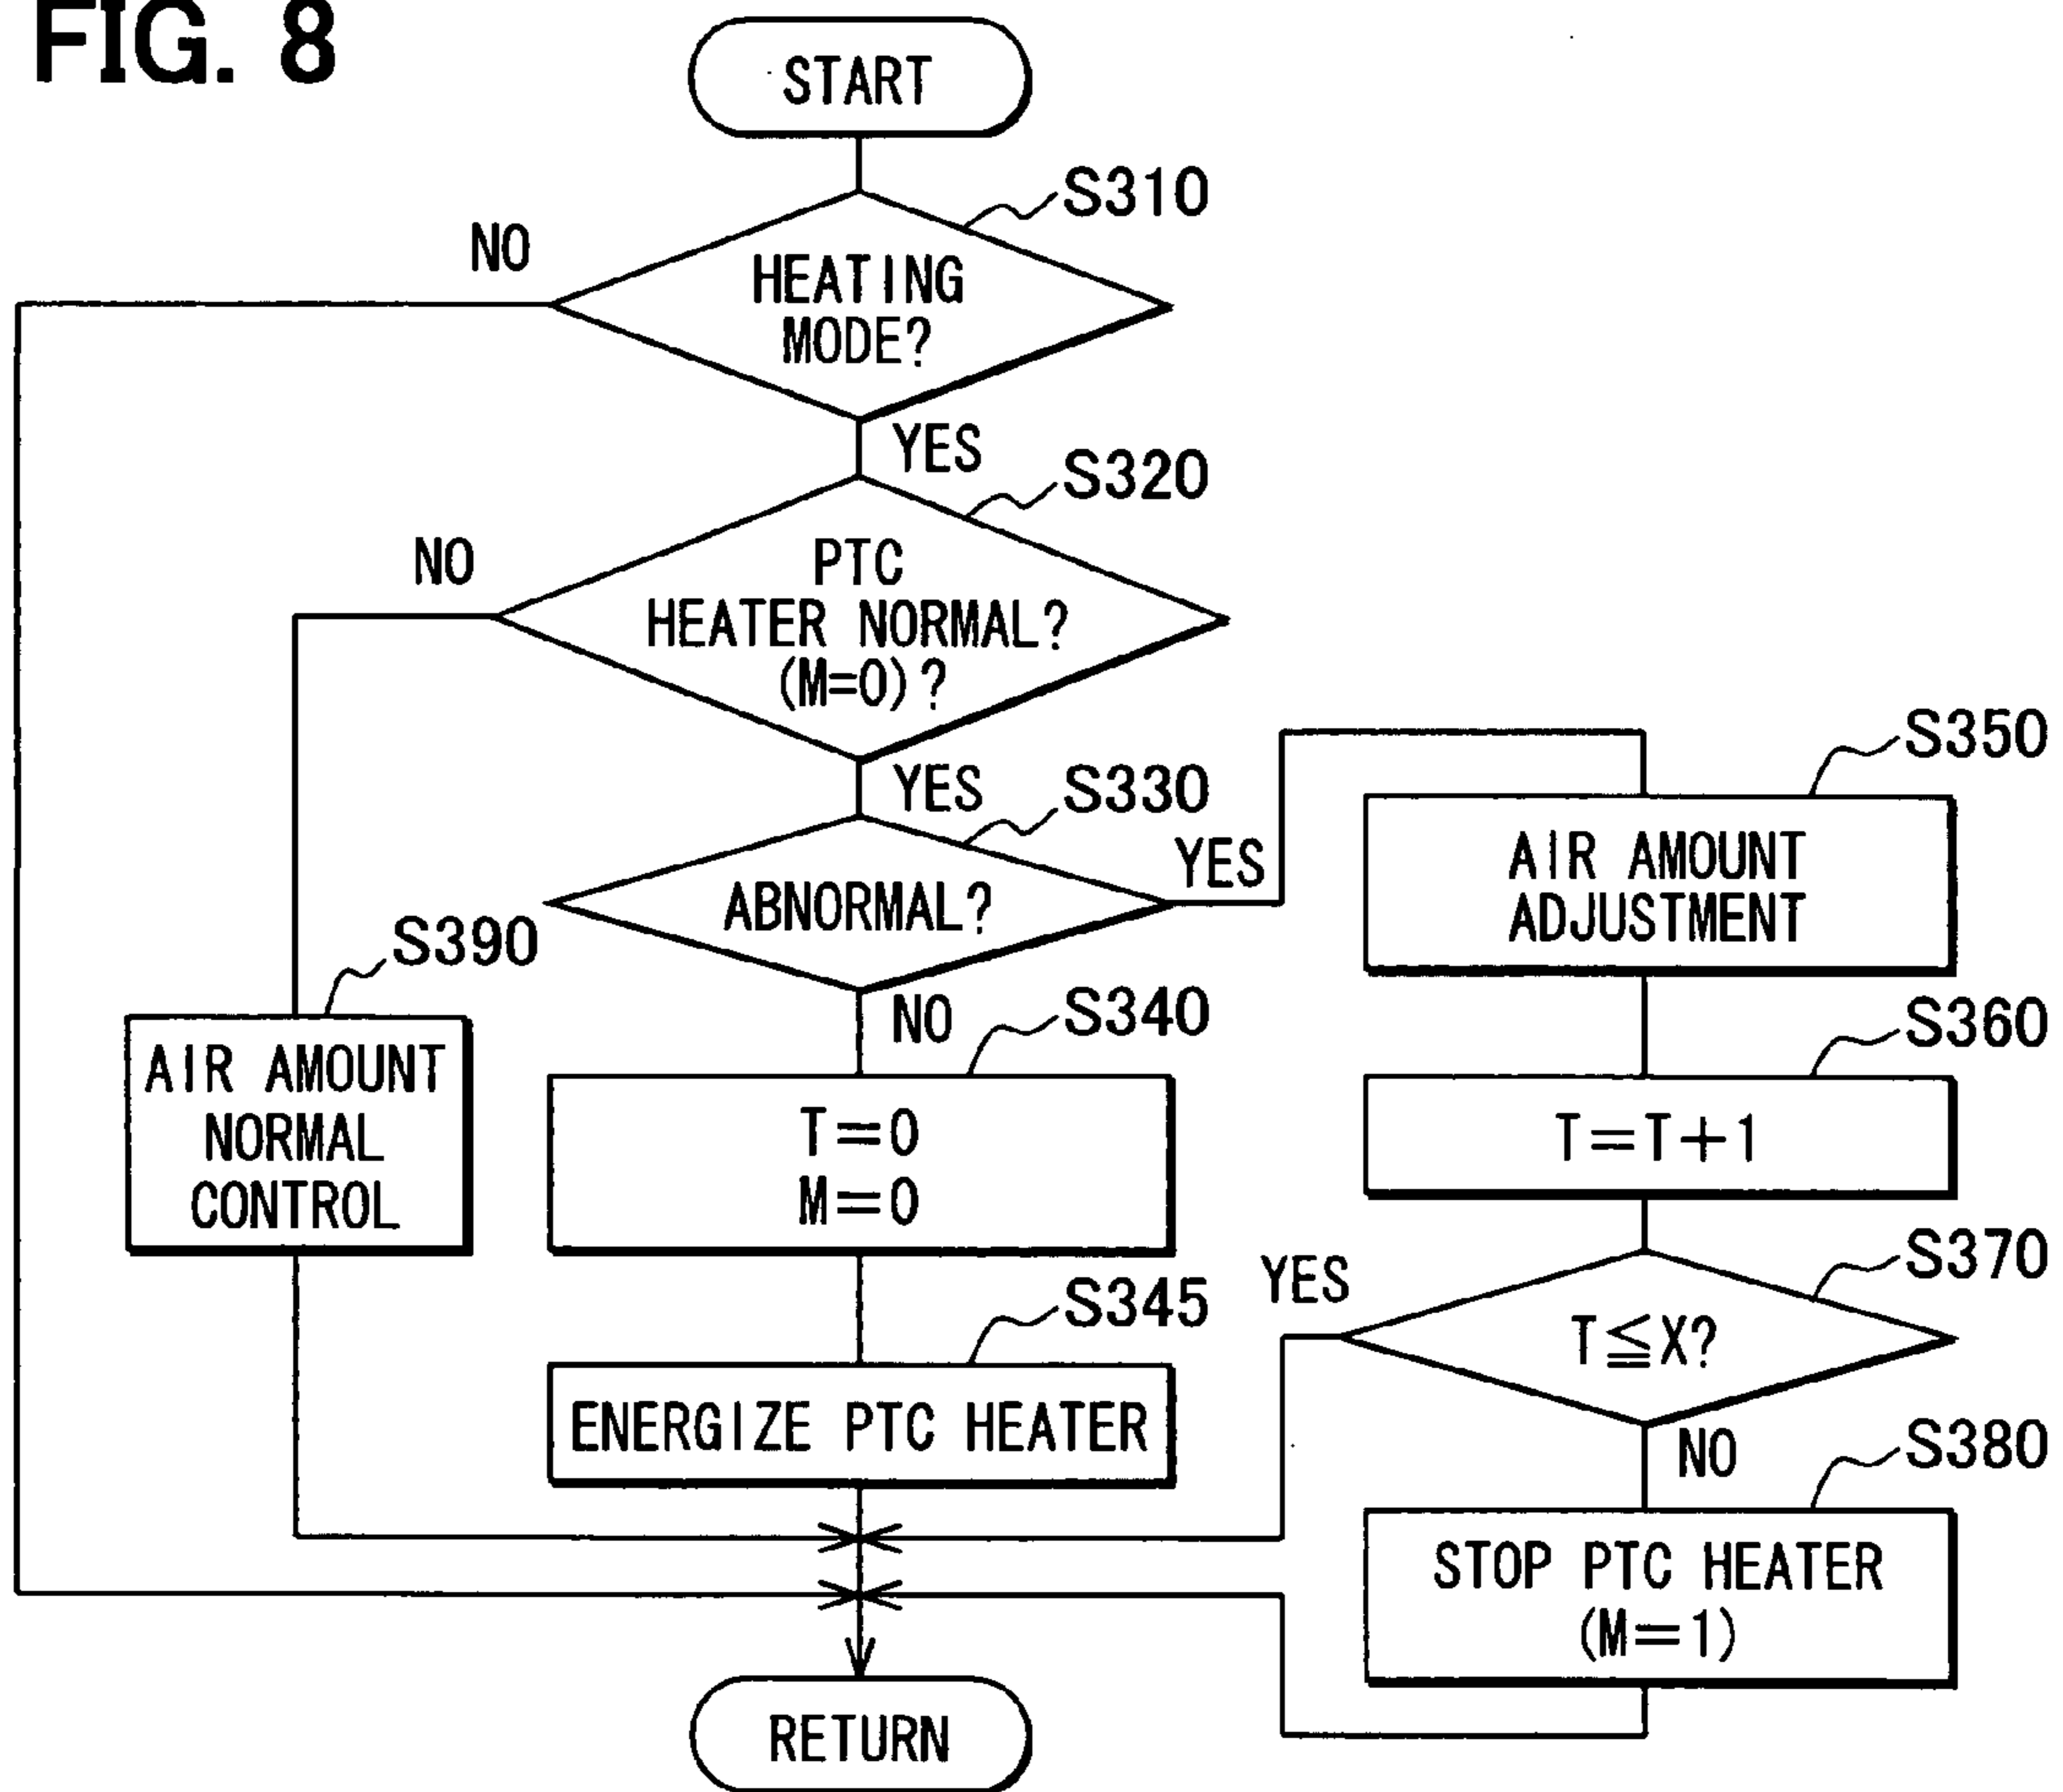 FIG. 8
START
S310
NO
HEATING
MODE?
YES
S320
NO
PTC
HEATER NORMAL?
(M=0)?
YES
S330
YES
ABNORMAL?
NO
S350
AIR AMOUNT
ADJUSTMENT
S390
AIR AMOUNT
NORMAL
CONTROL
S340
T=0
M=0
S360
T=T+1
S345
ENERGIZE PTC HEATER
S370
YES
T≦X?
NO
S380
STOP PTC HEATER
(M=1)
RETURN